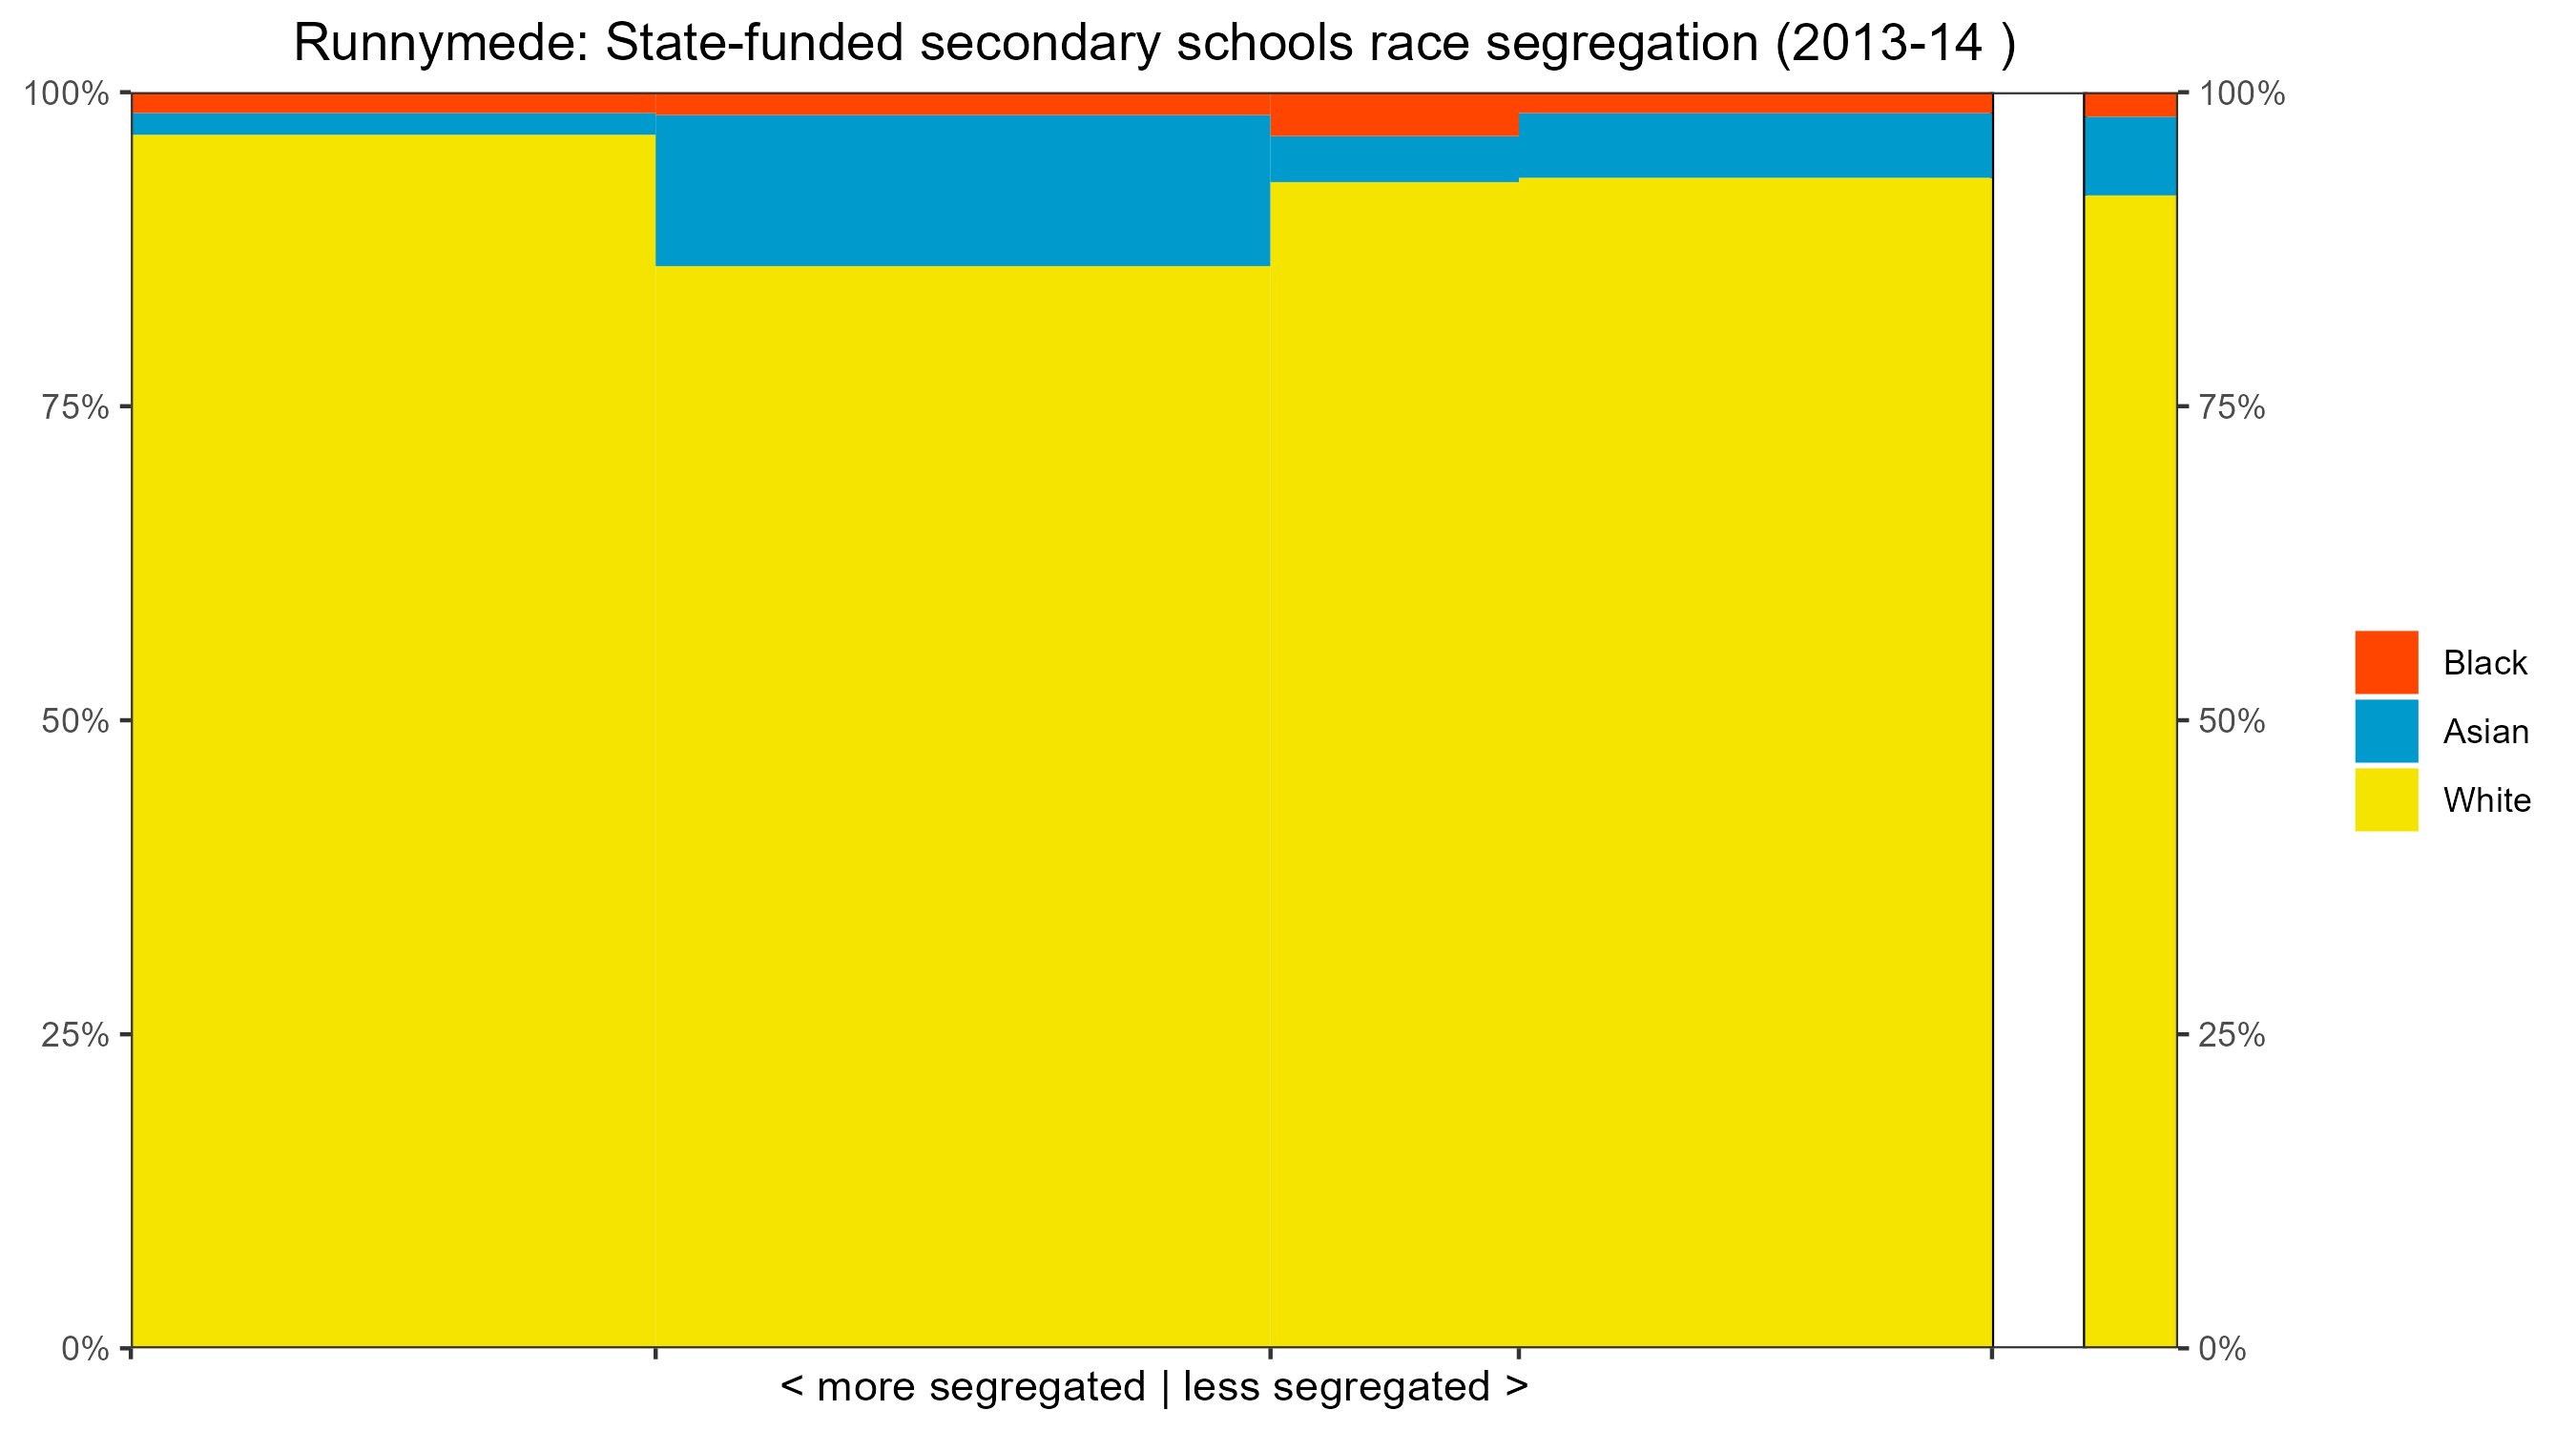 Runnymede: State-funded secondary schools race segregation (2013-14 )
100%
75%
50%
25%
0%
100%
75%
50%
25%
0%
Black
Asian
White
< more segregated | less segregated >